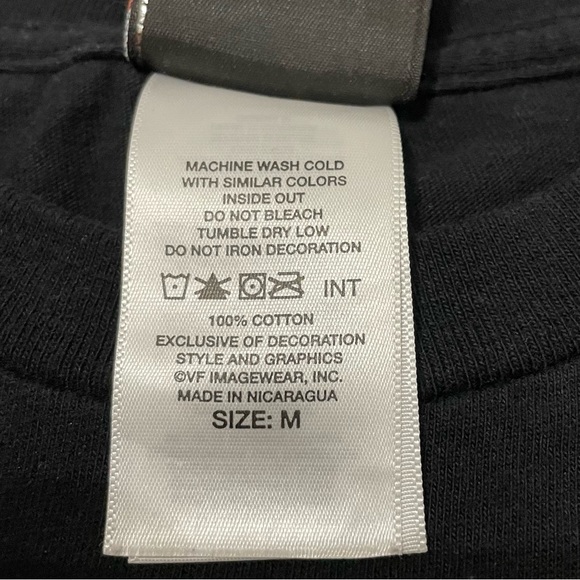 MACHINE WASH COLD
WITH SIMILAR COLORS
INSIDE OUT
DO NOT BLEACH
TUMBLE DRY LOW
DO NOT IRON DECORATION
INT
100% COTTON
EXCLUSIVE OF DECORATION
STYLE AND GRAPHICS
©VF IMAGEWEAR, INC.
MADE IN NICARAGUA
SIZE: M